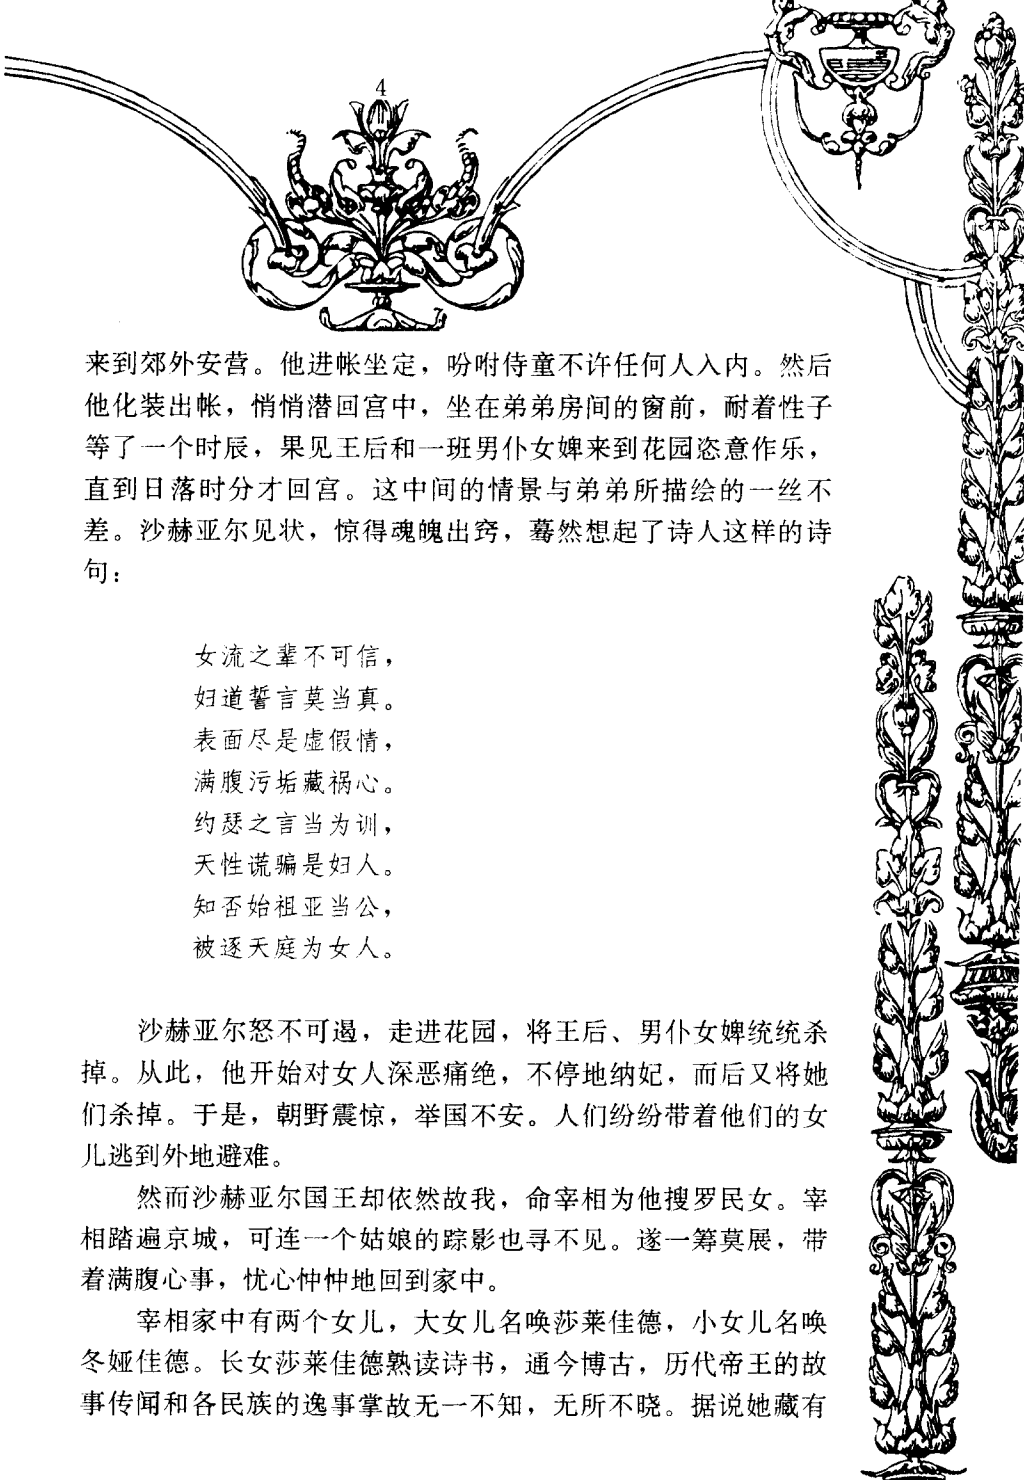 4
来到郊外安营。他进帐坐定，吩咐侍童不许任何人入内。然后
他化装出帐，悄悄潜回宫中，坐在弟弟房间的窗前，耐着性子
等了一个时辰，果见王后和一班男仆女婢来到花园恣意作乐，
直到日落时分才回宫。这中间的情景与弟弟所描绘的一丝不
差。沙赫亚尔见状，惊得魂魄出窍，蓦然想起了诗人这样的诗
句：
女流之辈不可信，
妇道誓言莫当真。
表面尽是虚假情，
满腹污垢藏祸心。
约瑟之言当为训，
天性谎骗是妇人。
知否始祖亚当公，
被逐天庭为女人。
沙赫亚尔怒不可遏，走进花园，将王后、男仆女婢统统杀
掉。从此，他开始对女人深恶痛绝，不停地纳妃，而后又将她
们杀掉。于是，朝野震惊，举国不安。人们纷纷带着他们的女
儿逃到外地避难。
然而沙赫亚尔国王却依然故我，命宰相为他搜罗民女。宰
相踏遍京城，可连一个姑娘的踪影也寻不见。遂一筹莫展，带
着满腹心事，忧心忡忡地回到家中。
宰相家中有两个女儿，大女儿名唤莎莱佳德，小女儿名唤
冬娅佳德。长女莎莱佳德熟读诗书，通今博古，历代帝王的故
事传闻和各民族的逸事掌故无一不知，无所不晓。据说她藏有